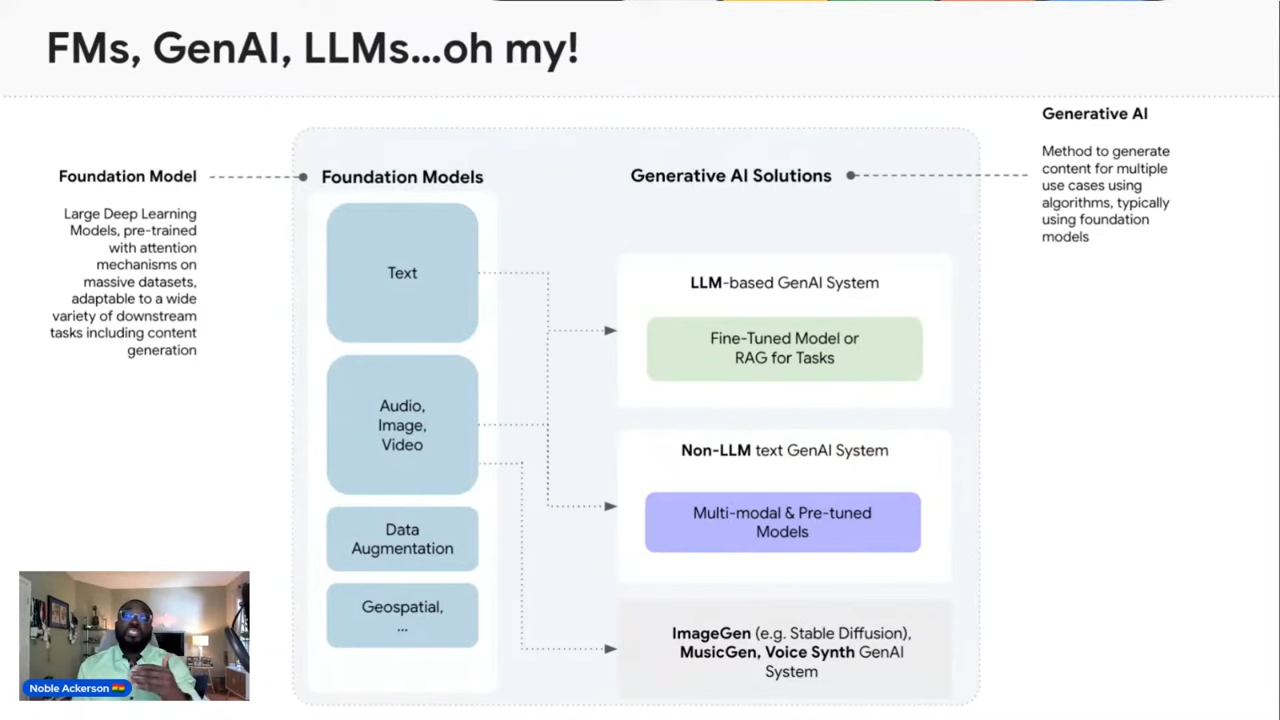 FMs, GenAI, LLMs...oh my!
Foundation Model
Large Deep Learning
Models, pre-trained
with attention
mechanisms on
massive datasets,
adaptable to a wide
variety of downstream
tasks including content
generation
Foundation Models
Text
Audio,
Image,
Video
Data
Augmentation
Geospatial,
...
Generative AI Solutions
LLM-based GenAI System
Fine-Tuned Model or
RAG for Tasks
Non-LLM text GenAI System
Multi-modal & Pre-tuned
Models
ImageGen (e.g. Stable Diffusion),
MusicGen, Voice Synth GenAI
System
Generative AI
Method to generate
content for multiple
use cases using
algorithms, typically
using foundation
models
Noble Ackerson 🇬🇭